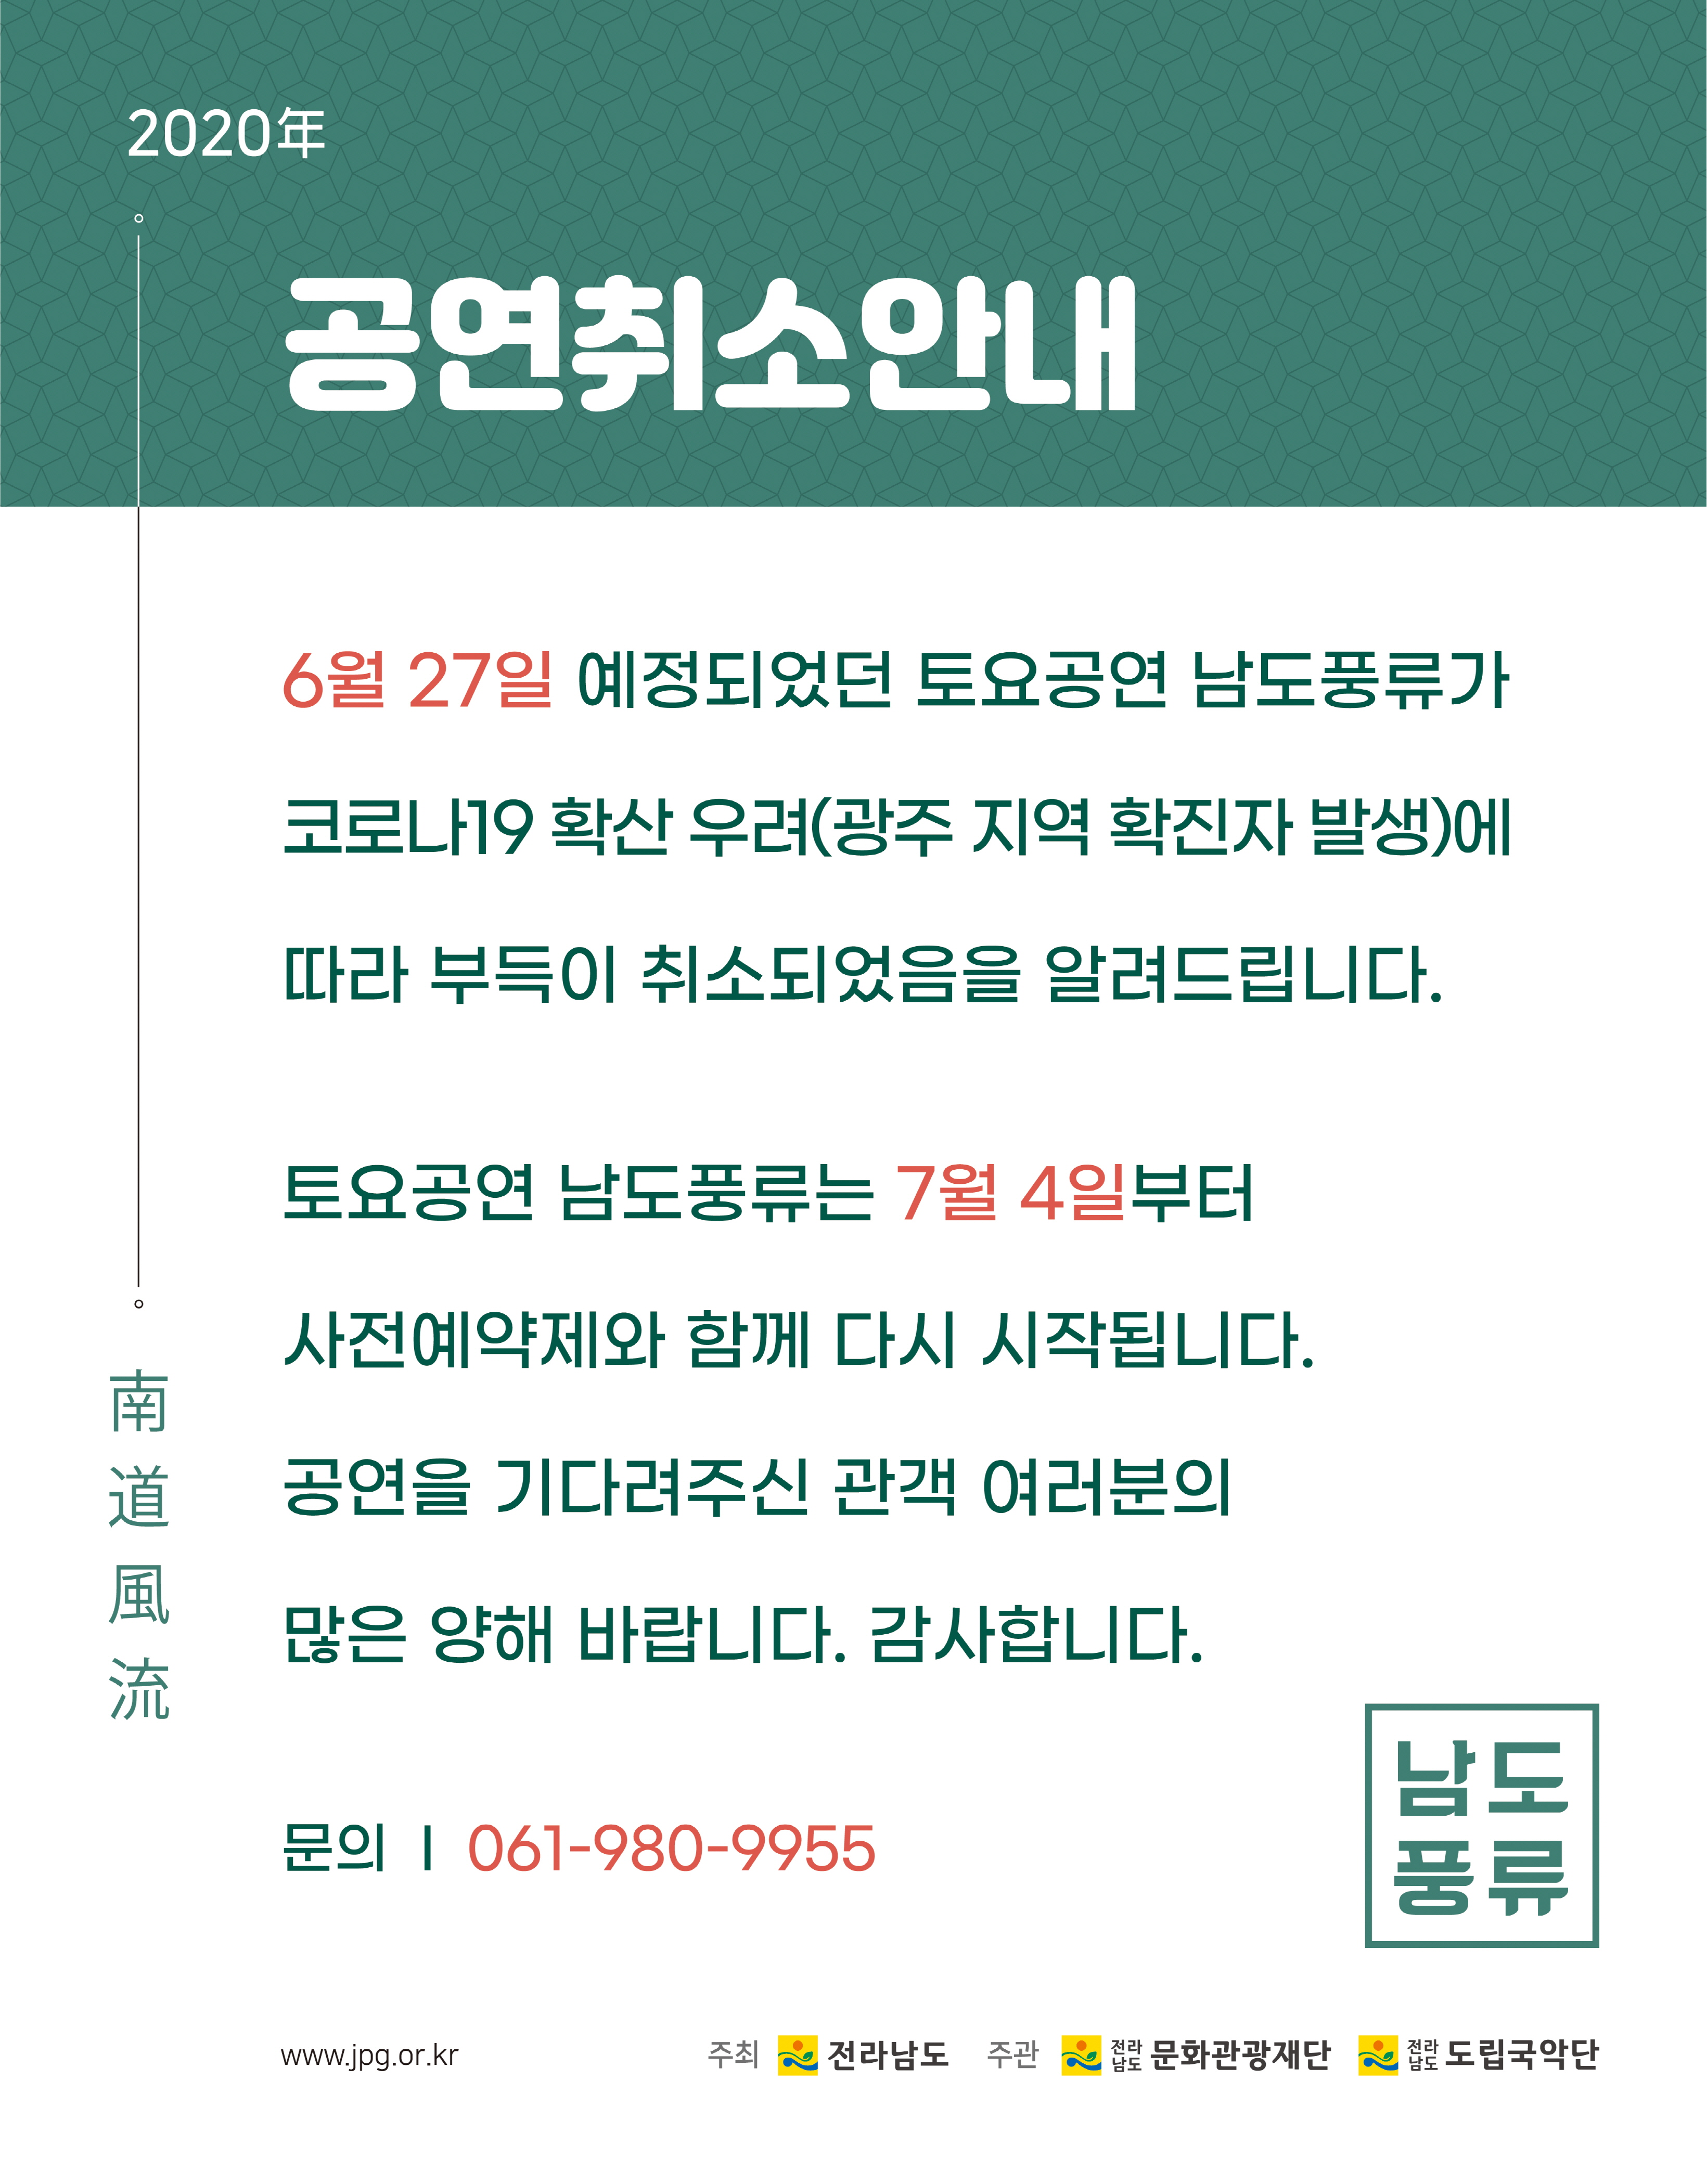 2020年
공연취소안내
6월 27일 예정되었던 토요공연 남도풍류가
코로나19 확산 우려(광주 지역 확진자 발생)에
따라 부득이 취소되었음을 알려드립니다.
토요공연 남도풍류는 7월 4일부터
사전예약제와 함께 다시 시작됩니다.
공연을 기다려주신 관객 여러분의
많은 양해 바랍니다. 감사합니다.
南道風流
문의 I 061-980-9955
남도
풍류
www.jpg.or.kr
주최 전라남도 주관 전라남도 문화관광재단 전라남도 도립국악단